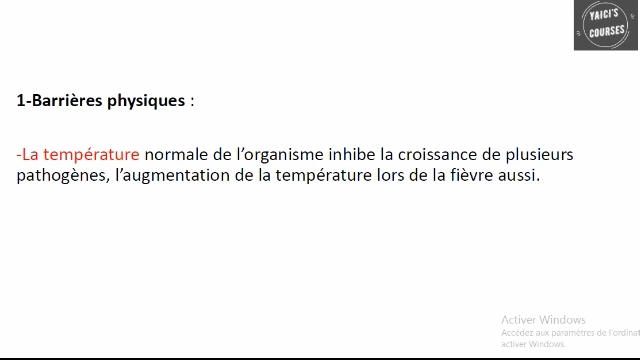 YAICI'S
COURSES
1-Barrières physiques :
-La température normale de l'organisme inhibe la croissance de plusieurs
pathogènes, l'augmentation de la température lors de la fièvre aussi.
Activer Windows
Accédez aux paramètres de l'ordinat
activer Windows.